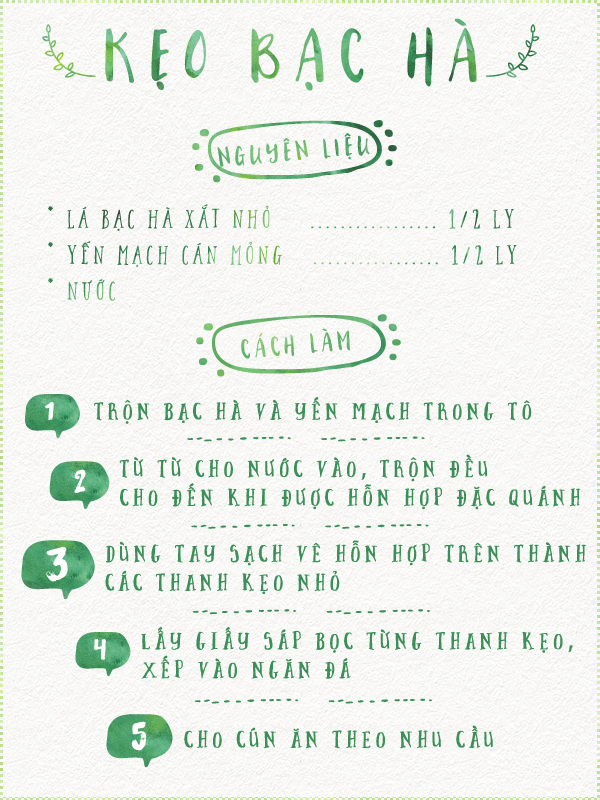 KẸO BẠC HÀ
NGUYÊN LIỆU
LÁ BẠC HÀ XẮT NHỎ ................. 1/2 LY
YẾN MẠCH CÁN MỎNG ................. 1/2 LY
NƯỚC
CÁCH LÀM
1 TRỘN BẠC HÀ VÀ YẾN MẠCH TRONG TÔ
2 TỪ TỪ CHO NƯỚC VÀO, TRỘN ĐỀU
CHO ĐẾN KHI ĐƯỢC HỖN HỢP ĐẶC QUÁNH
3 DÙNG TAY SẠCH VÊ HỖN HỢP TRÊN THÀNH
CÁC THANH KẸO NHỎ
4 LẤY GIẤY SÁP BỌC TỪNG THANH KẸO,
XẾP VÀO NGĂN ĐÁ
5 CHO CÚN ĂN THEO NHU CẦU